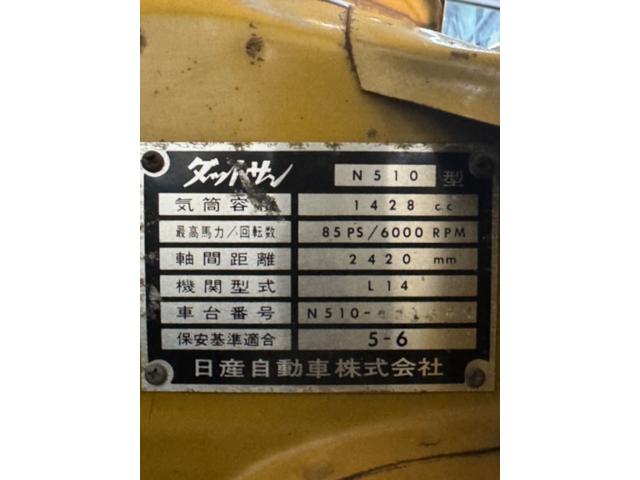 ダットサン N510 型
気筒容積 1428 c.c
最高馬力/回転数 85PS/6000 RPM
軸間距離 2420 mm
機関型式 L14
車台番号 N510-
保安基準適合 5-6
日産自動車株式会社